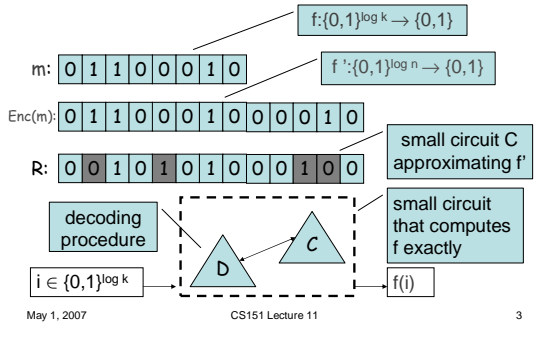 f:{0,1}^log k → {0,1}
m: 0 1 1 0 0 0 1 0
f ':{0,1}^log n → {0,1}
Enc(m): 0 1 1 0 0 0 1 0 0 0 0 1 0
small circuit C
approximating f'
R: 0 0 1 0 1 0 1 0 0 0 1 0 0
decoding
procedure
small circuit
that computes
f exactly
D
C
i ∈ {0,1}^log k
f(i)
May 1, 2007
CS151 Lecture 11
3